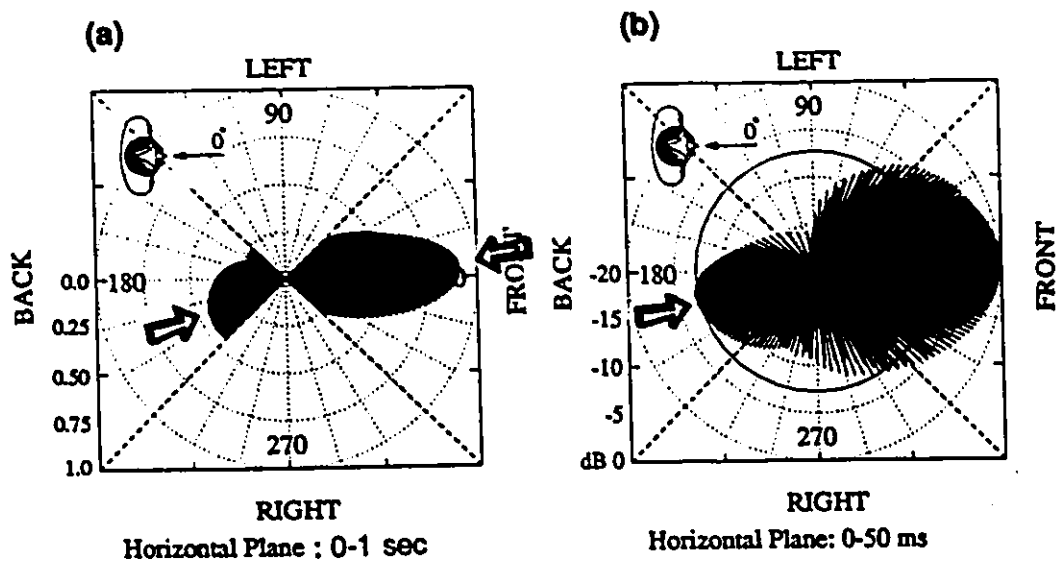 (a)
LEFT
90
0°
BACK
180
0.0
0.25
0.50
0.75
1.0
FRONT
270
RIGHT
Horizontal Plane : 0-1 sec
(b)
LEFT
90
0°
BACK
180
-20
-15
-10
-5
dB 0
FRONT
270
RIGHT
Horizontal Plane: 0-50 ms